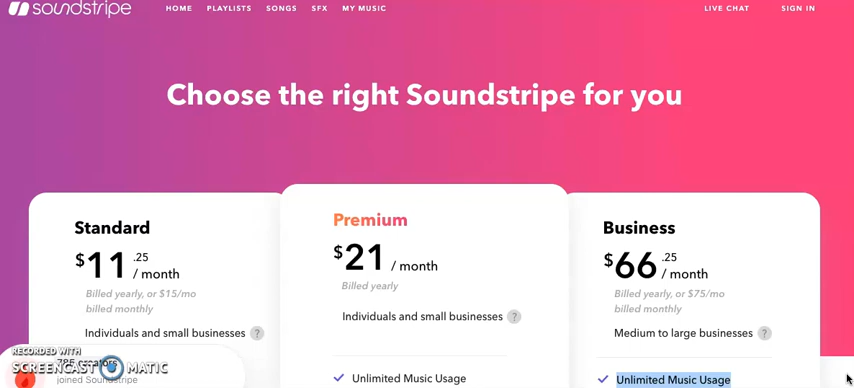 soundstripe HOME PLAYLISTS SONGS SFX MY MUSIC LIVE CHAT SIGN IN
Choose the right Soundstripe for you
Standard
$11.25 / month
Billed yearly, or $15/mo
billed monthly
Individuals and small businesses ?
Premium
$21 / month
Billed yearly
Individuals and small businesses ?
Unlimited Music Usage
Business
$66.25 / month
Billed yearly, or $75/mo
billed monthly
Medium to large businesses ?
Unlimited Music Usage
RECORDED WITH
SCREENCAST MATIC
joined Soundstripe